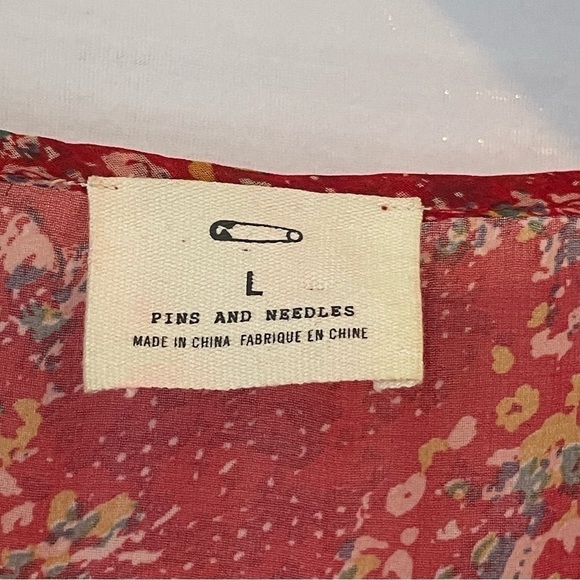 L
PINS AND NEEDLES
MADE IN CHINA FABRIQUE EN CHINE